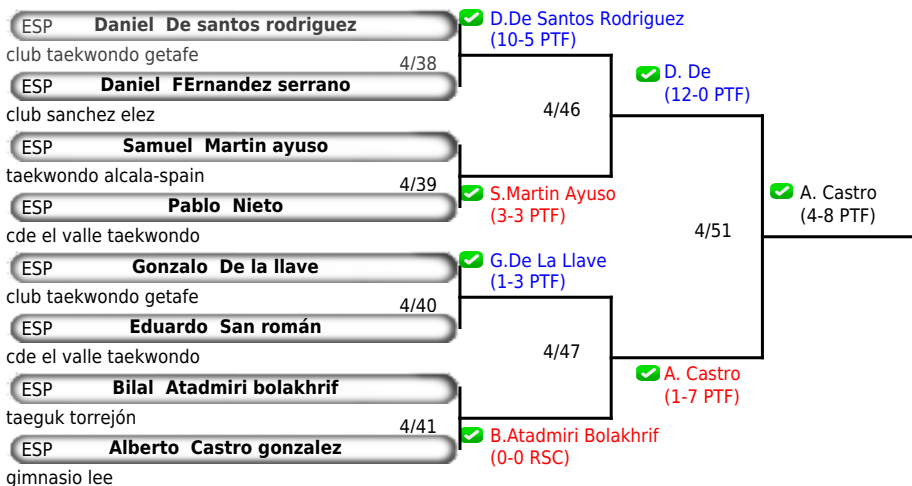 ESP Daniel De santos rodriguez
club taekwondo getafe
4/38
ESP Daniel FErnandez serrano
club sanchez elez
ESP Samuel Martin ayuso
taekwondo alcala-spain
4/39
ESP Pablo Nieto
cde el valle taekwondo
ESP Gonzalo De la llave
club taekwondo getafe
4/40
ESP Eduardo San román
cde el valle taekwondo
ESP Bilal Atadmiri bolakhrif
taeguk torrejón
4/41
ESP Alberto Castro gonzalez
gimnasio lee
D.De Santos Rodriguez
(10-5 PTF)
4/46
S.Martin Ayuso
(3-3 PTF)
G.De La Llave
(1-3 PTF)
4/47
B.Atadmiri Bolakhrif
(0-0 RSC)
D. De
(12-0 PTF)
4/51
A. Castro
(1-7 PTF)
A. Castro
(4-8 PTF)